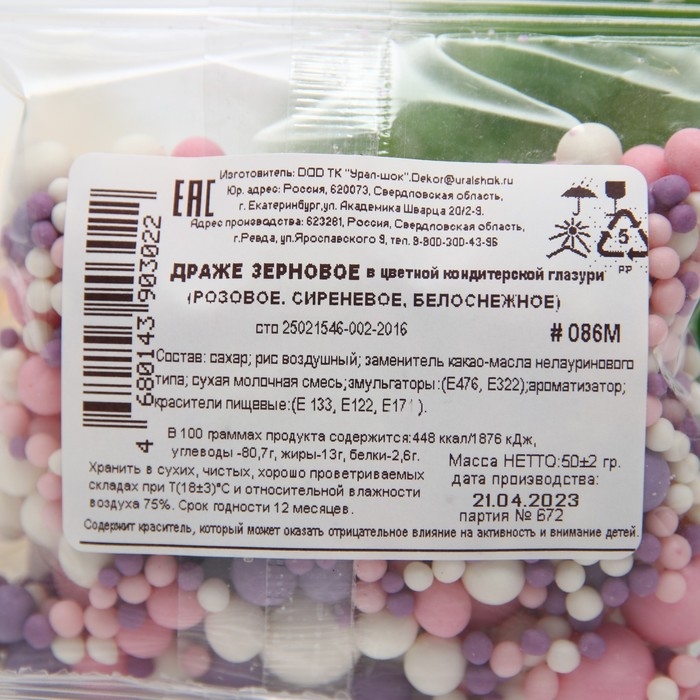 EAC
Изготовитель: ООО ТК "Урал-шок".Dekor@uralshok.ru
Юр. адрес: Россия, 620073, Свердловская область,
г. Екатеринбург,ул. Академика Шварца 20/2-9.
Адрес производства: 623281, Россия, Свердловская область,
г.Ревда, ул.Ярославского 9, тел. 8-800-300-43-96
5
PP
ДРАЖЕ ЗЕРНОВОЕ в цветной кондитерской глазури
(РОЗОВОЕ, СИРЕНЕВОЕ, БЕЛОСНЕЖНОЕ)
сто 25021546-002-2016
# 086М
Состав: сахар; рис воздушный; заменитель какао-масла нелауринового
типа; сухая молочная смесь;эмульгаторы:(Е476, Е322);ароматизатор;
красители пищевые:(Е 133, Е122, Е171 ).
В 100 граммах продукта содержится:448 ккал/1876 кДж,
углеводы -80,7г, жиры-13г, белки-2,6г.
Хранить в сухих, чистых, хорошо проветриваемых
складах при Т(18±3)°С и относительной влажности
воздуха 75%. Срок годности 12 месяцев.
Масса НЕТТО:50±2 гр.
дата производства:
21.04.2023
партия № 672
Содержит краситель, который может оказать отрицательное влияние на активность и внимание детей.
4 680143 903022